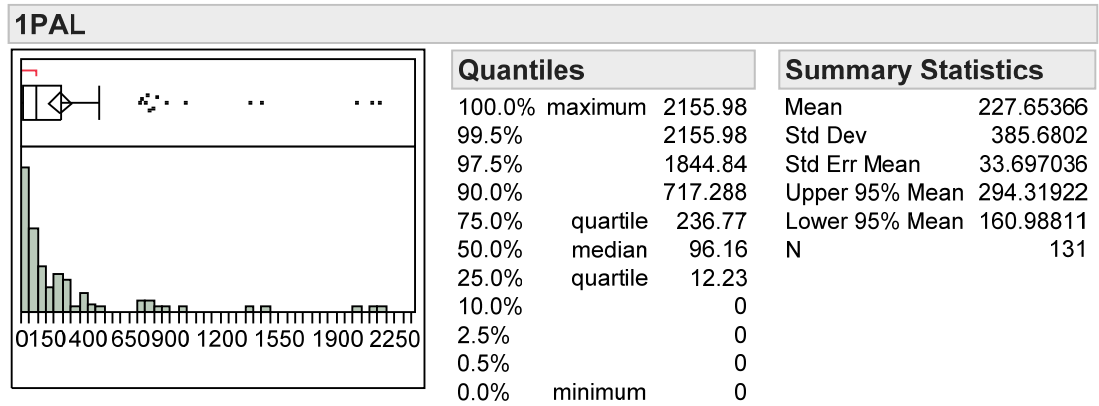 1PAL
0150400 650900 1200 1550 1900 2250
Quantiles
100.0% maximum 2155.98
99.5% 2155.98
97.5% 1844.84
90.0% 717.288
75.0% quartile 236.77
50.0% median 96.16
25.0% quartile 12.23
10.0% 0
2.5% 0
0.5% 0
0.0% minimum 0
Summary Statistics
Mean 227.65366
Std Dev 385.6802
Std Err Mean 33.697036
Upper 95% Mean 294.31922
Lower 95% Mean 160.98811
N 131